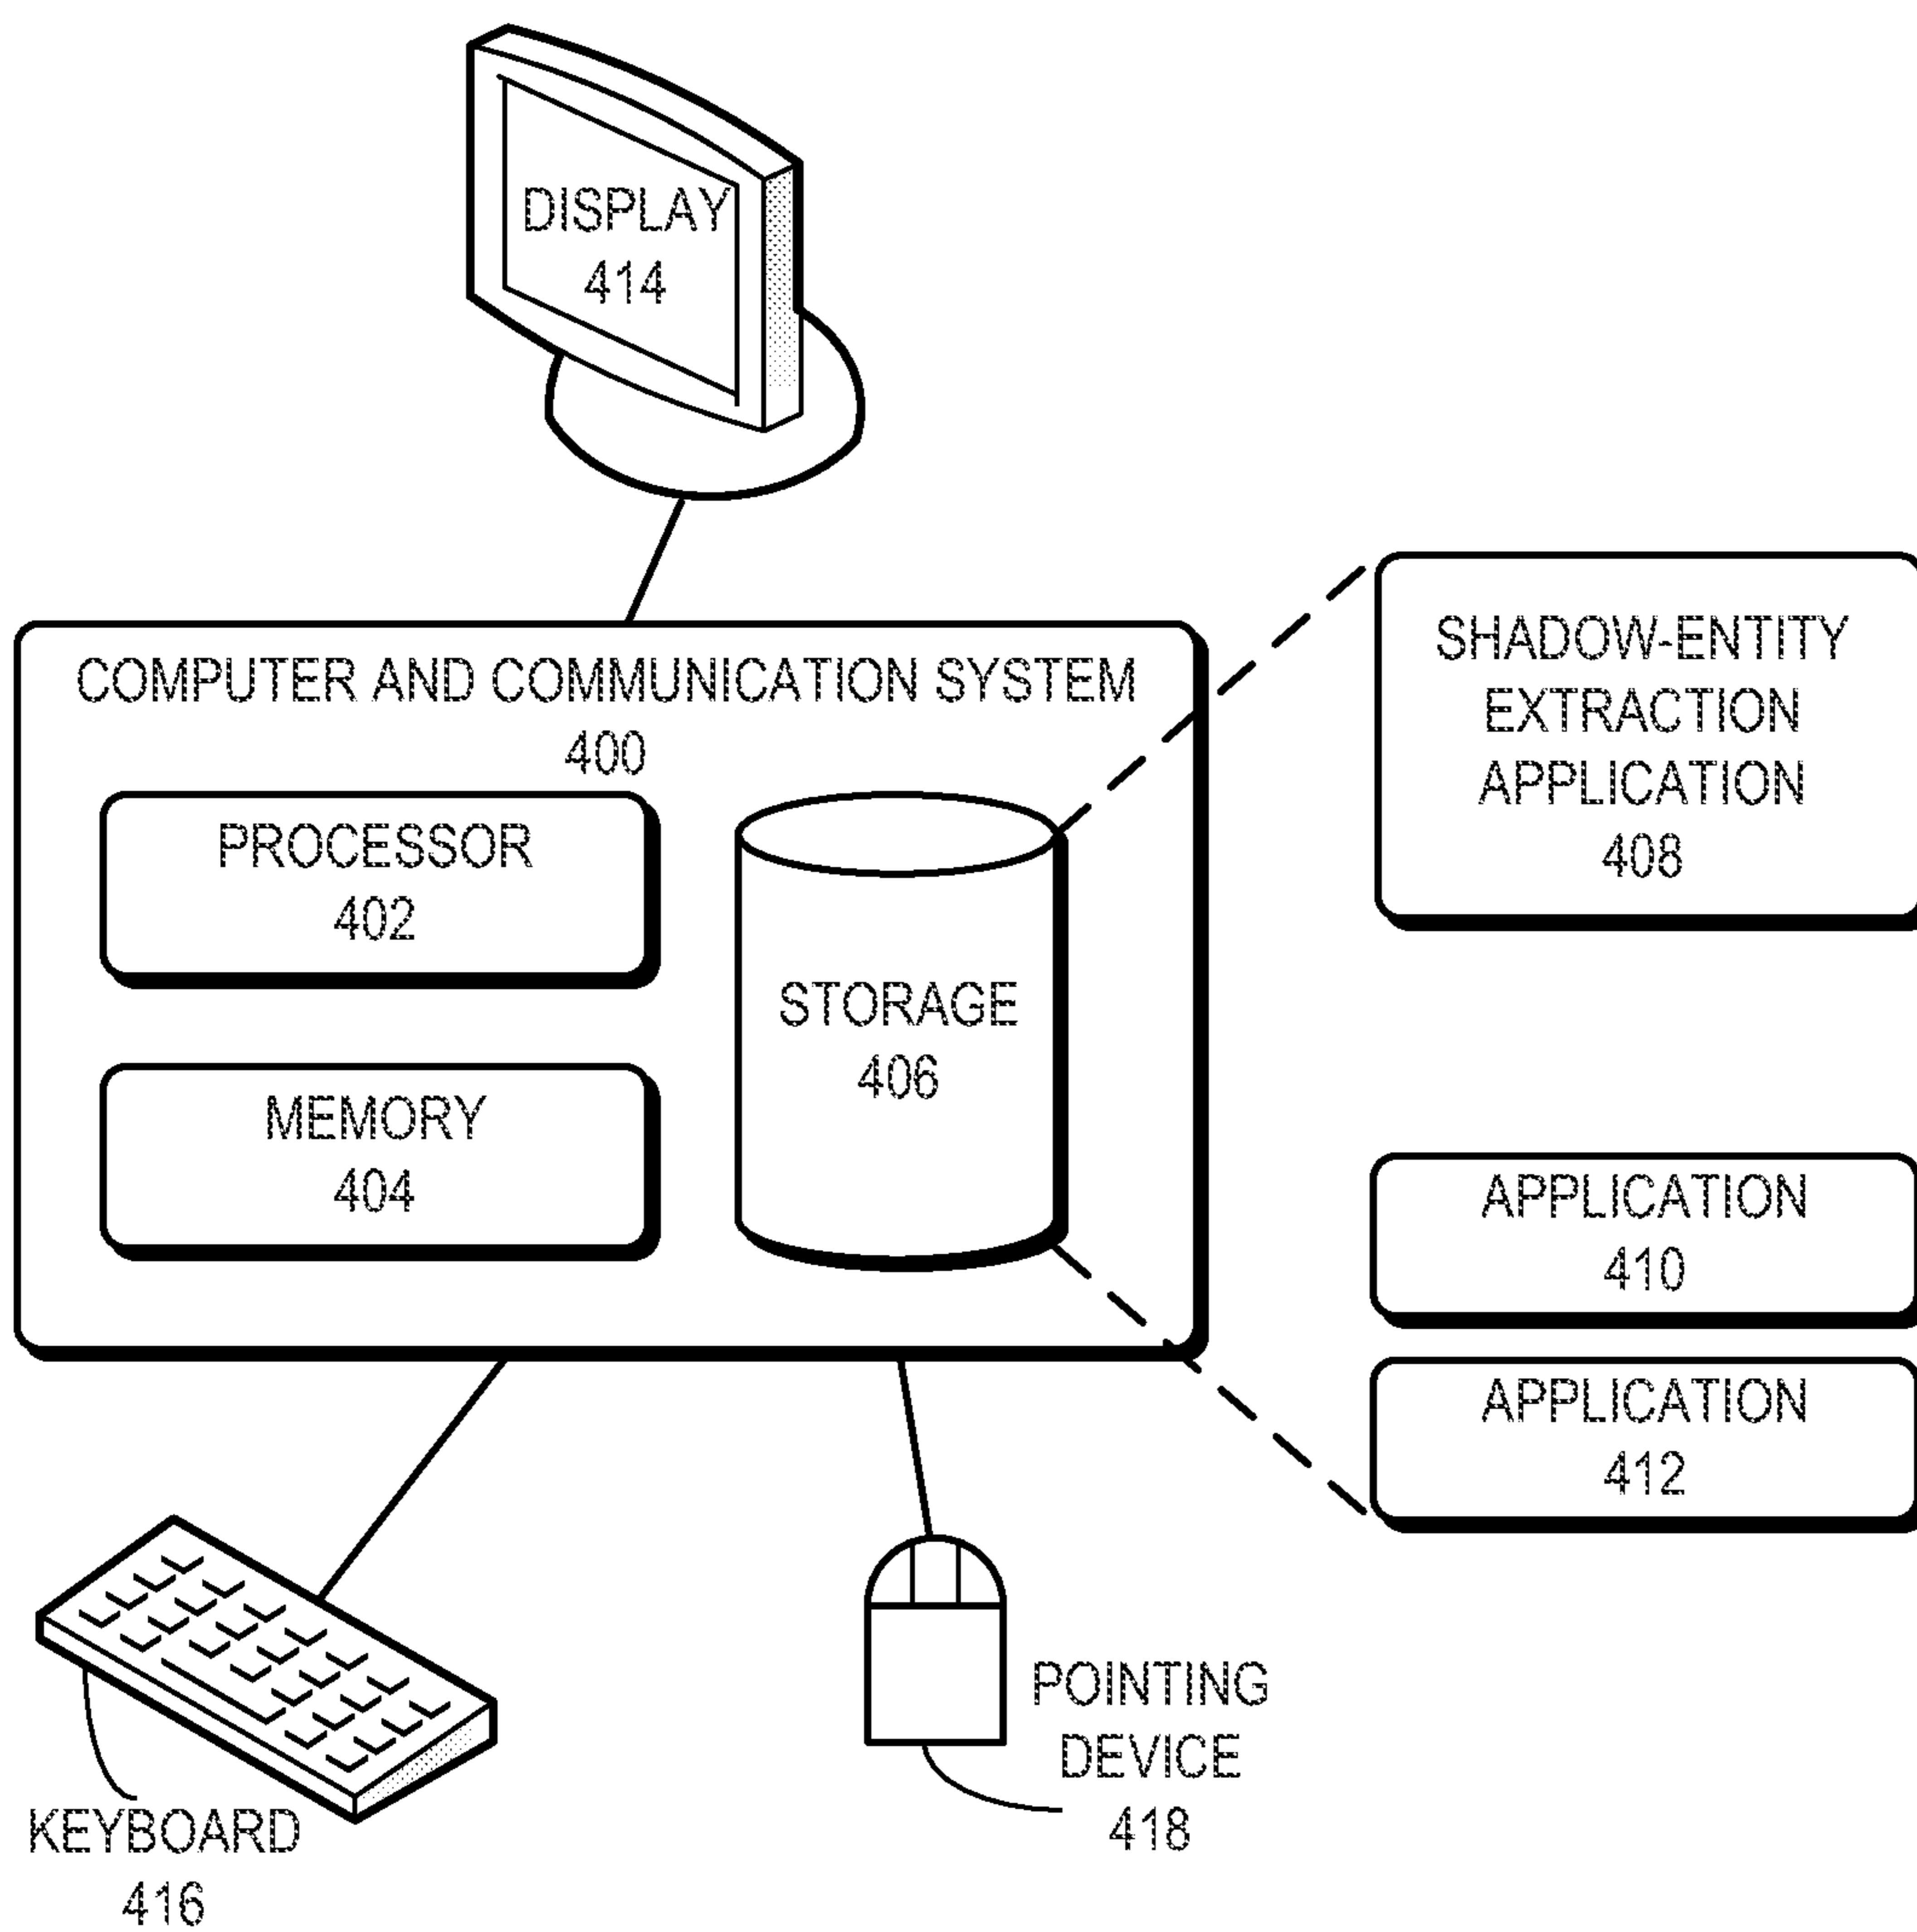 DISPLAY
414
COMPUTER AND COMMUNICATION SYSTEM
400
PROCESSOR
402
MEMORY
404
STORAGE
406
SHADOW-ENTITY
EXTRACTION
APPLICATION
408
APPLICATION
410
APPLICATION
412
KEYBOARD
416
POINTING
DEVICE
418